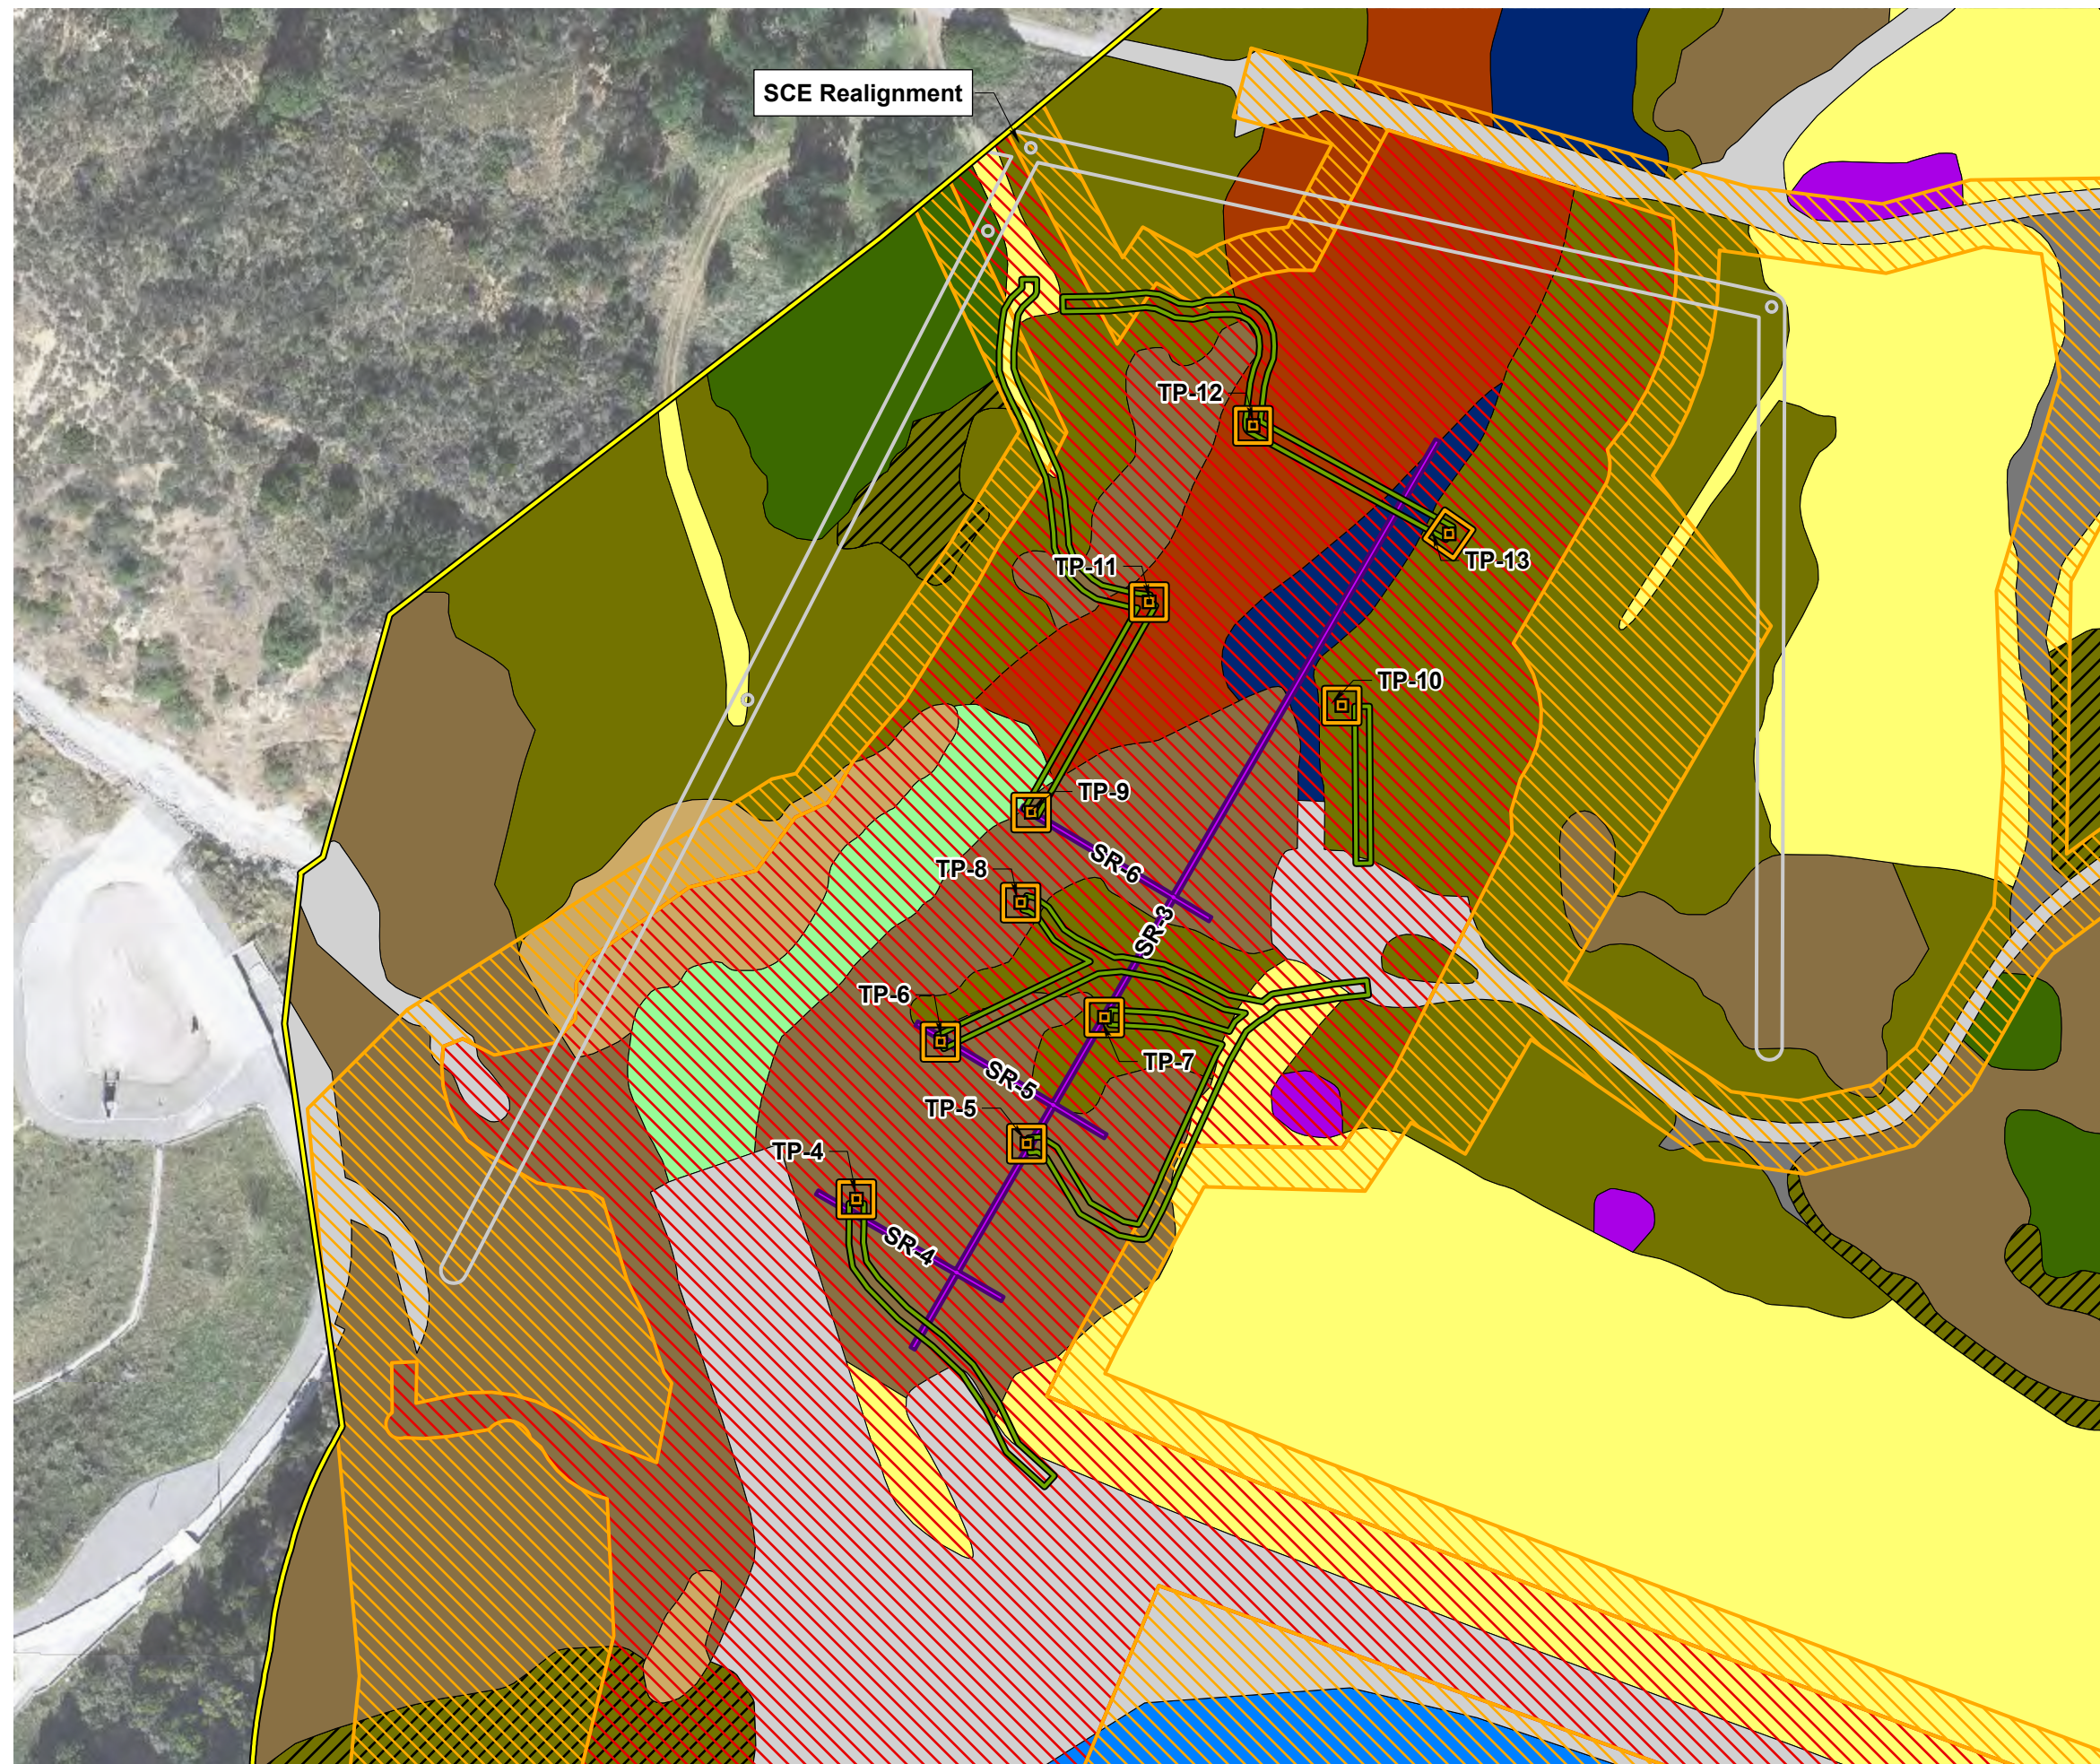 SCE Realignment
TP-12
TP-13
TP-11
TP-10
TP-9
SR-6
TP-8
SR-3
TP-6
TP-7
SR-5
TP-5
TP-4
SR-4